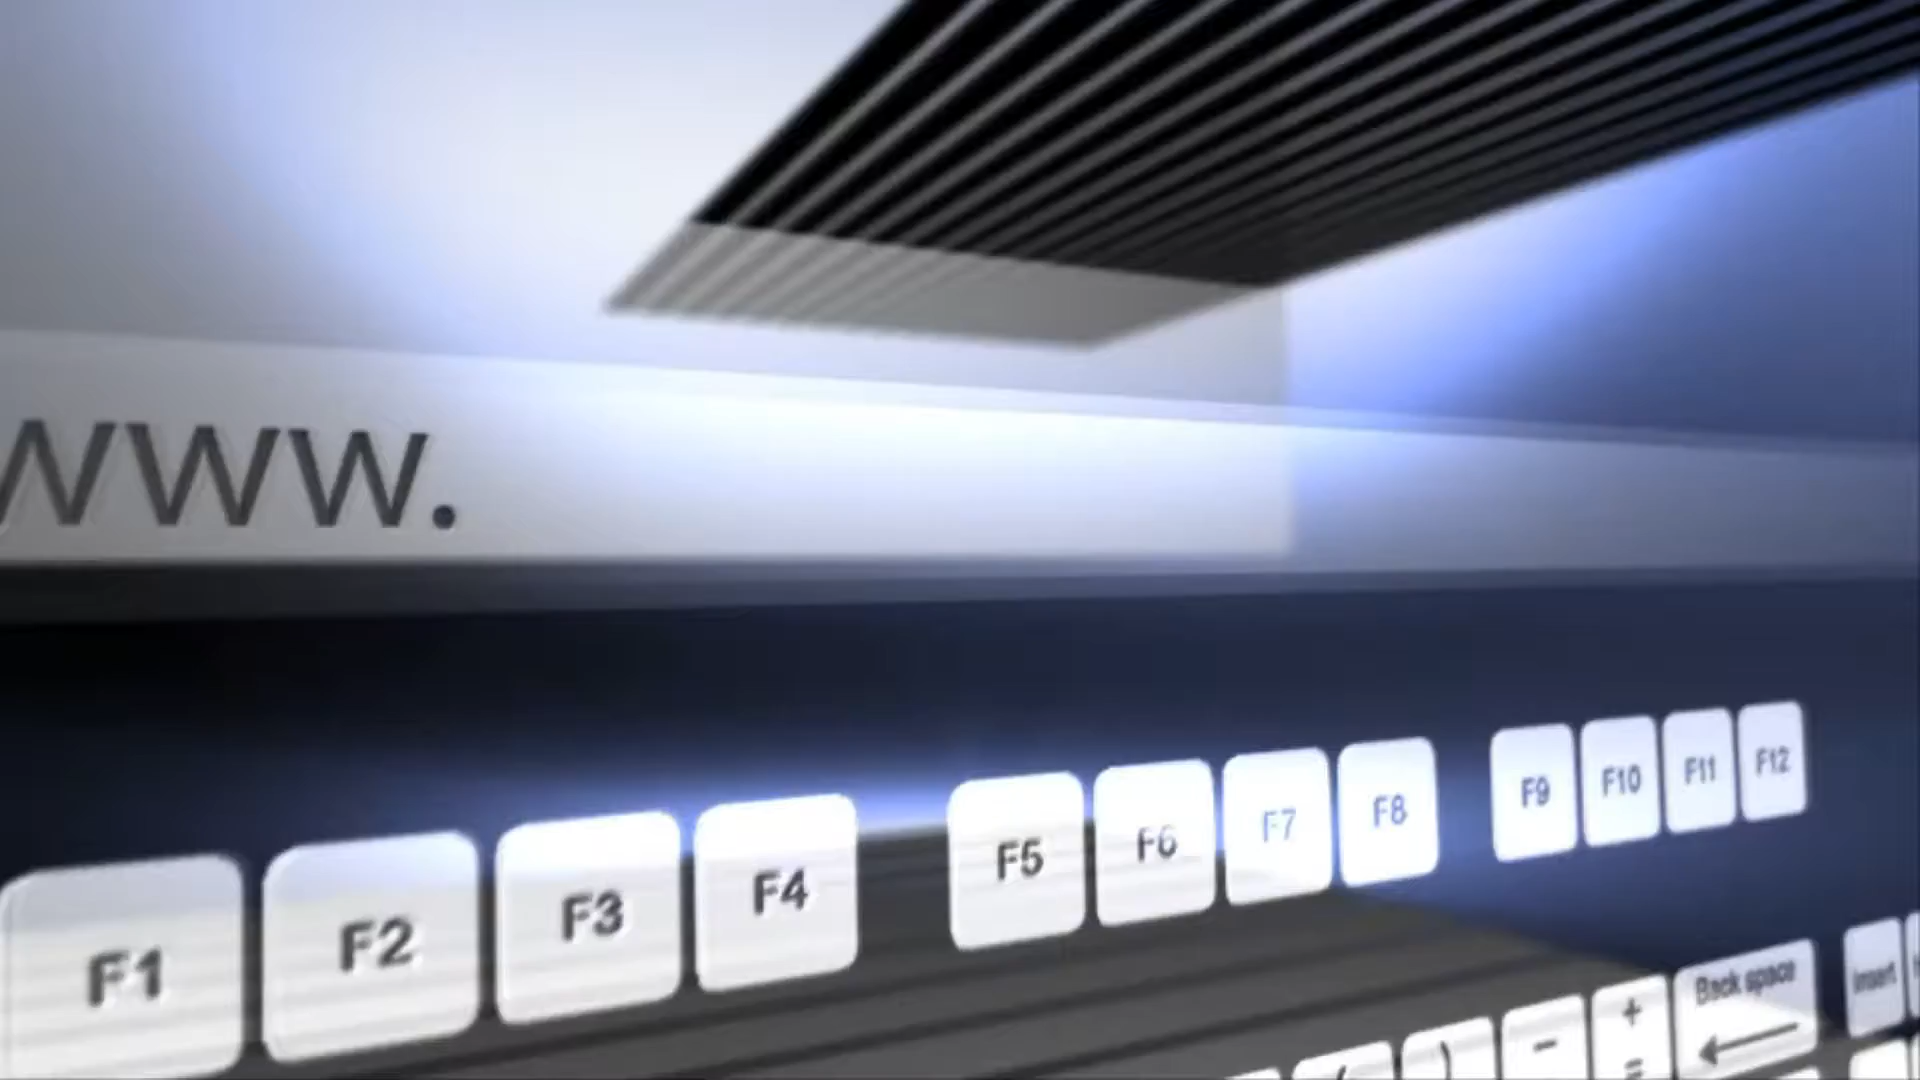 www.
F1 F2 F3 F4 F5 F6 F7 F8 F9 F10 F11 F12
( ) - + = Back space Insert